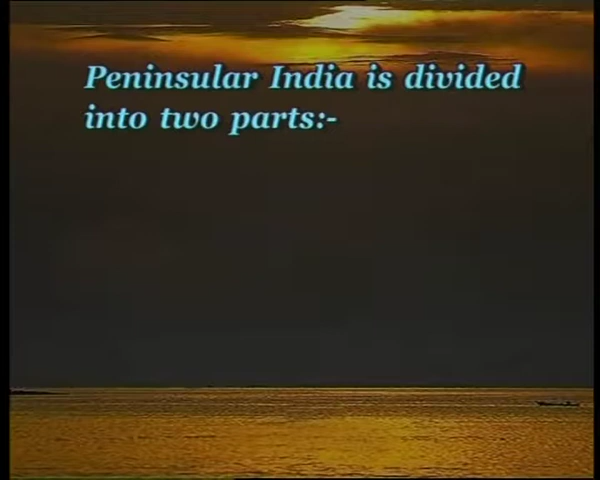 Peninsular India is divided
into two parts:-